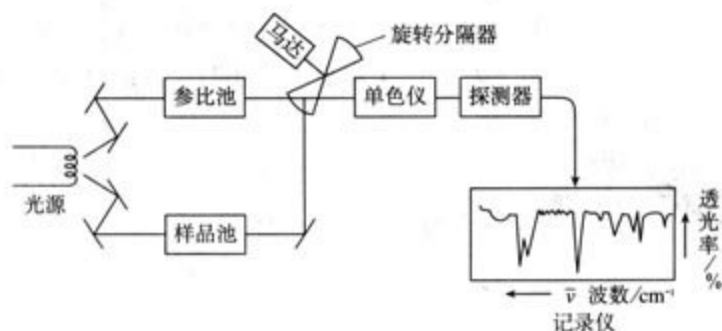 马达
旋转分隔器
参比池
单色仪
探测器
光源
样品池
透光率/%
ν̄ 波数/cm⁻¹
记录仪